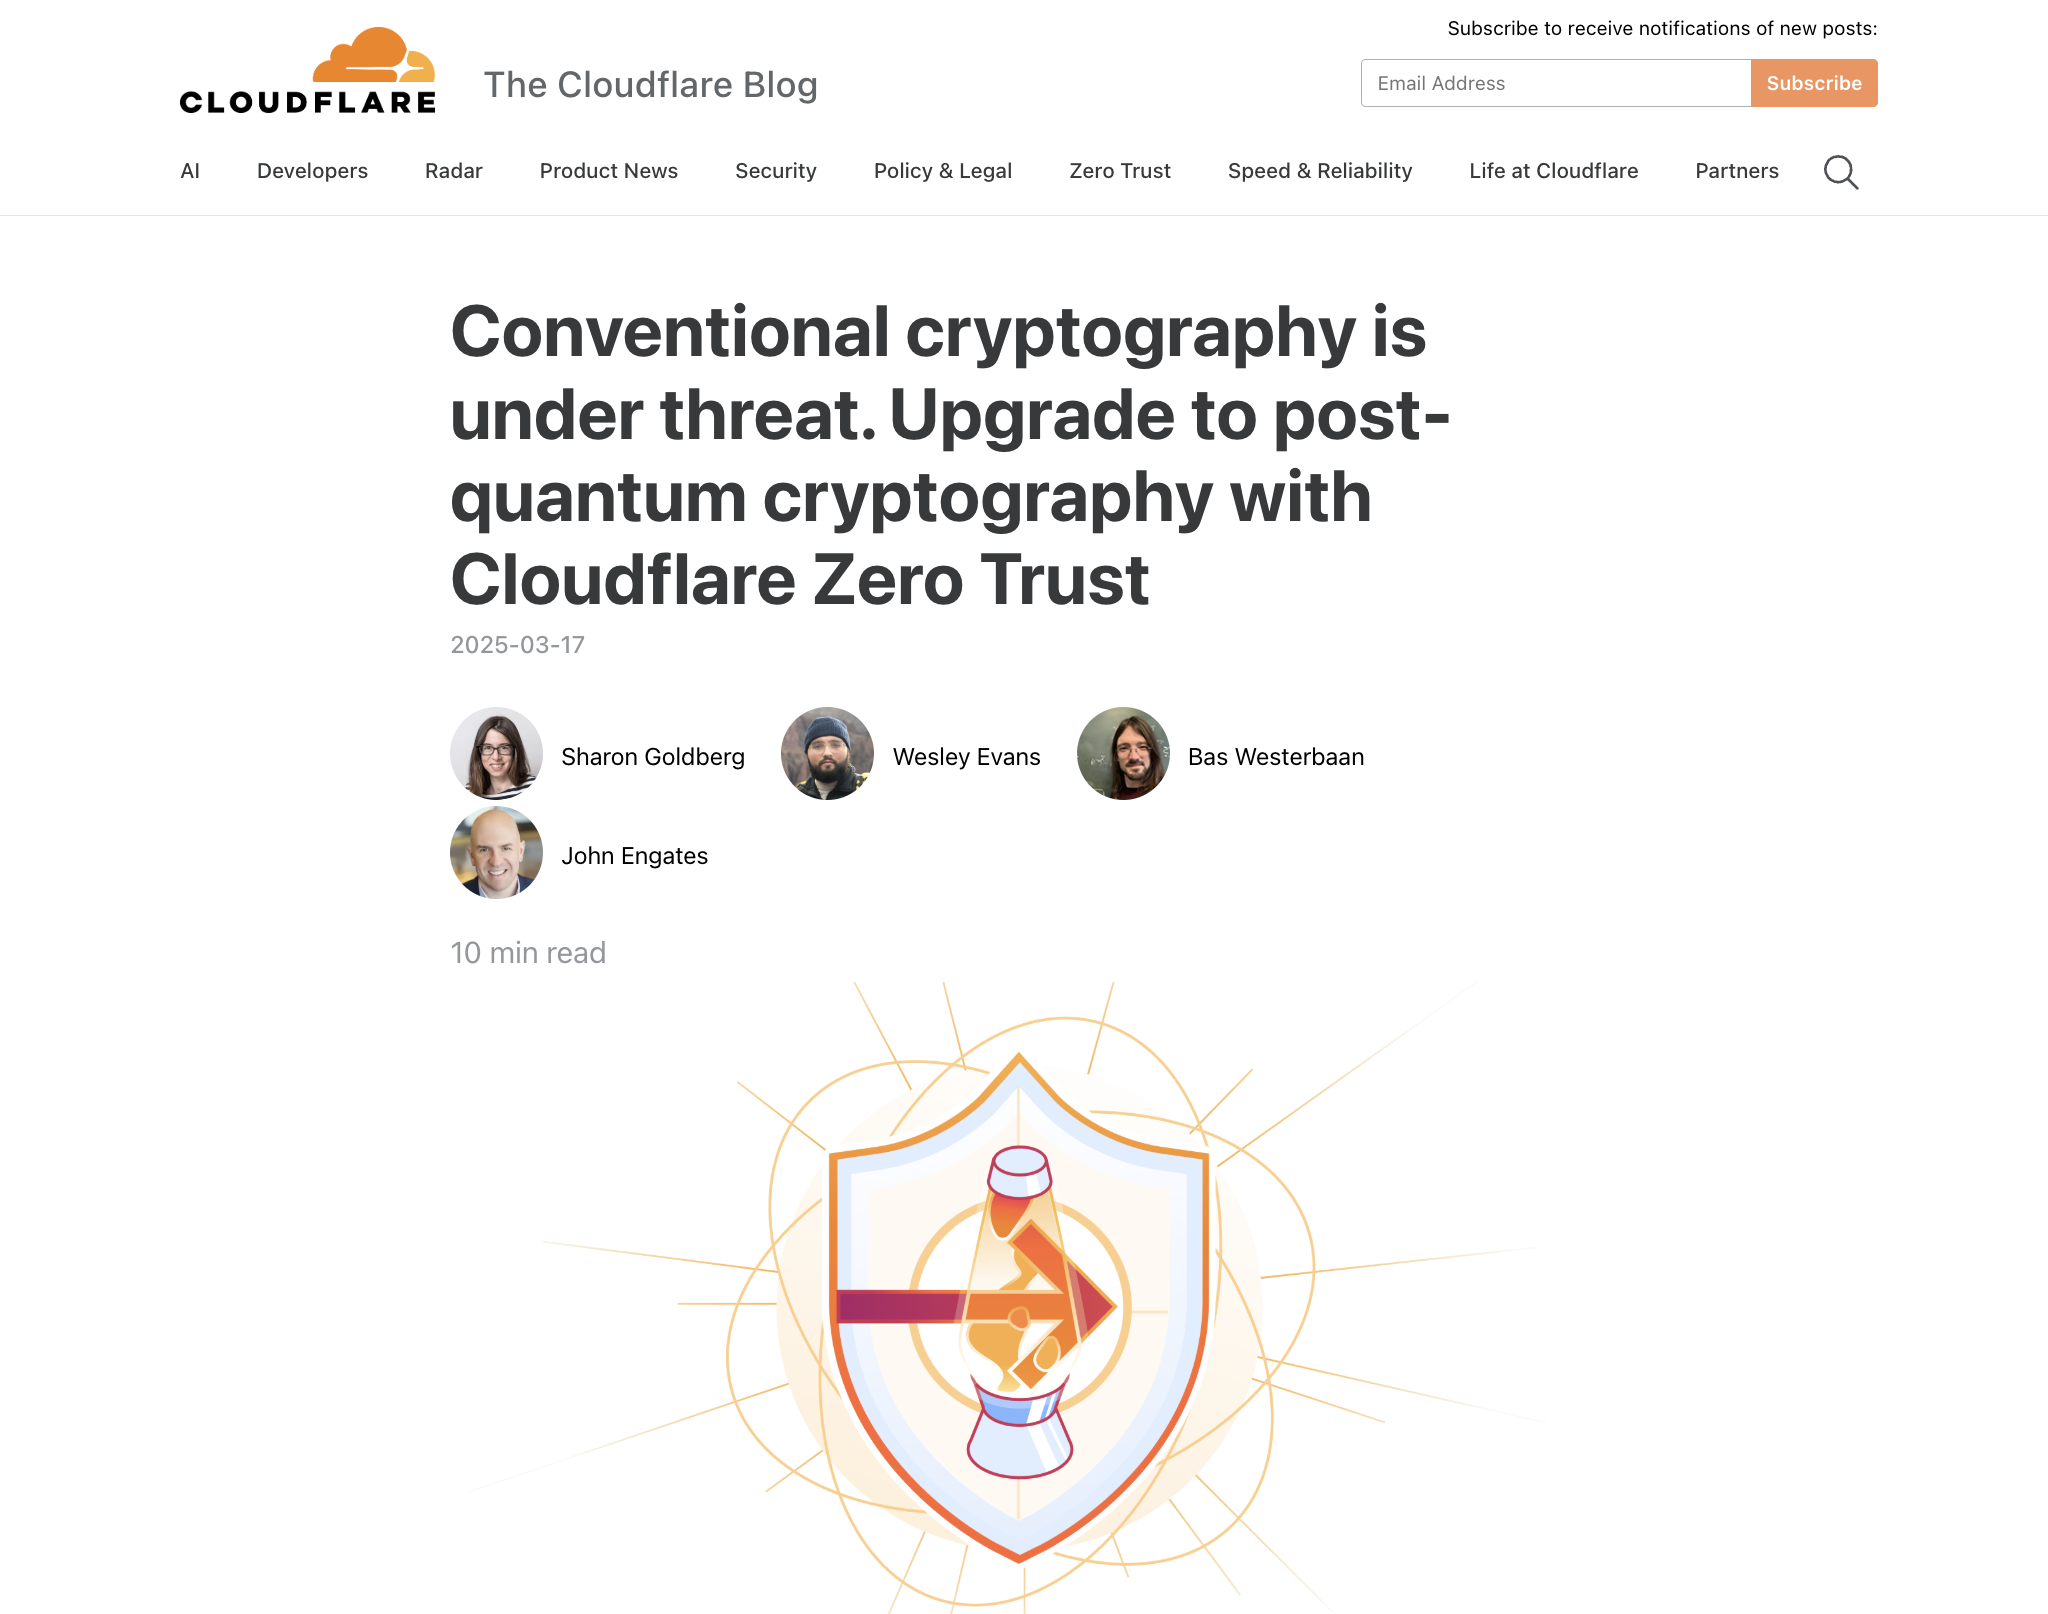 CLOUDFLARE
The Cloudflare Blog
Subscribe to receive notifications of new posts:
Email Address
Subscribe
AI
Developers
Radar
Product News
Security
Policy & Legal
Zero Trust
Speed & Reliability
Life at Cloudflare
Partners
Conventional cryptography is
under threat. Upgrade to post-
quantum cryptography with
Cloudflare Zero Trust
2025-03-17
Sharon Goldberg
Wesley Evans
Bas Westerbaan
John Engates
10 min read